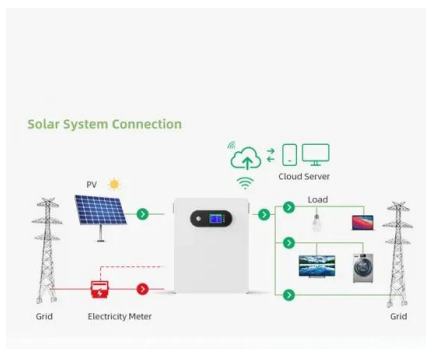 Solar System Connection
Cloud Server
PV
Load
Grid
Electricity Meter
Grid